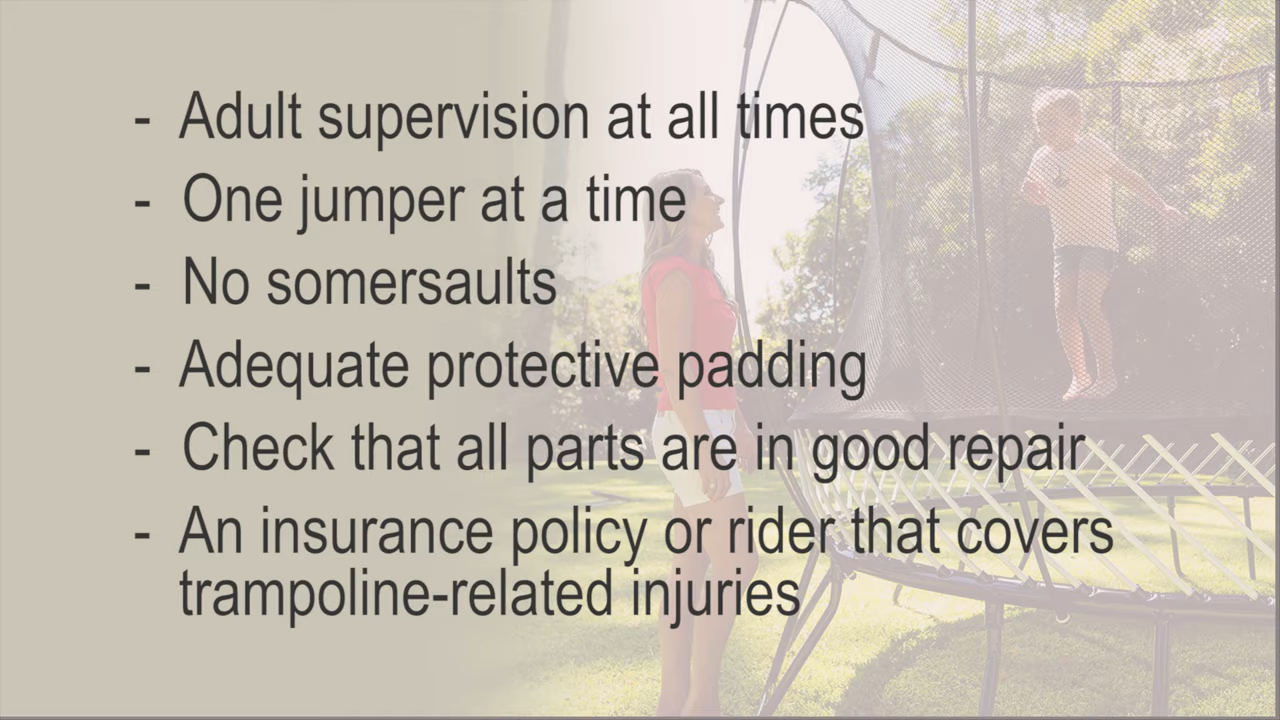 - Adult supervision at all times
- One jumper at a time
- No somersaults
- Adequate protective padding
- Check that all parts are in good repair
- An insurance policy or rider that covers
trampoline-related injuries